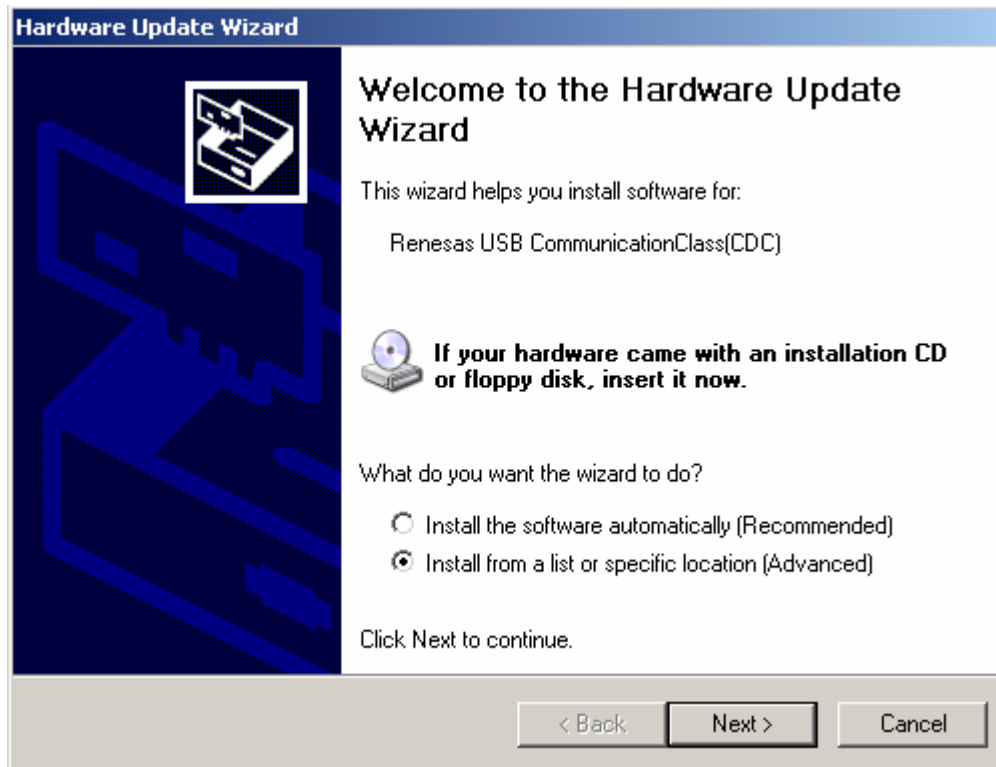 Hardware Update Wizard
Welcome to the Hardware Update
Wizard
This wizard helps you install software for:
Renesas USB CommunicationClass(CDC)
If your hardware came with an installation CD
or floppy disk, insert it now.
What do you want the wizard to do?
Install the software automatically (Recommended)
Install from a list or specific location (Advanced)
Click Next to continue.
< Back
Next >
Cancel